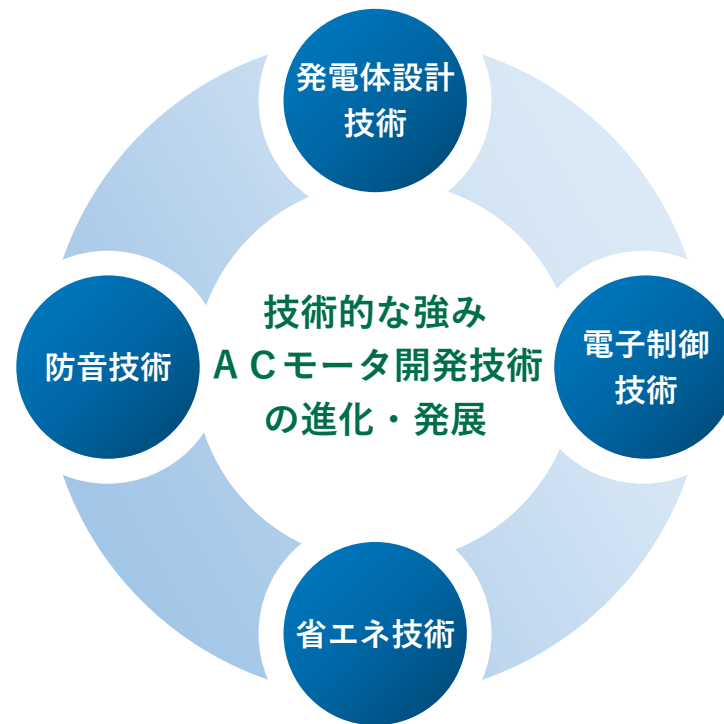 発電体設計
技術
技術的な強み
ＡＣモータ開発技術
の進化・発展
防音技術
電子制御
技術
省エネ技術